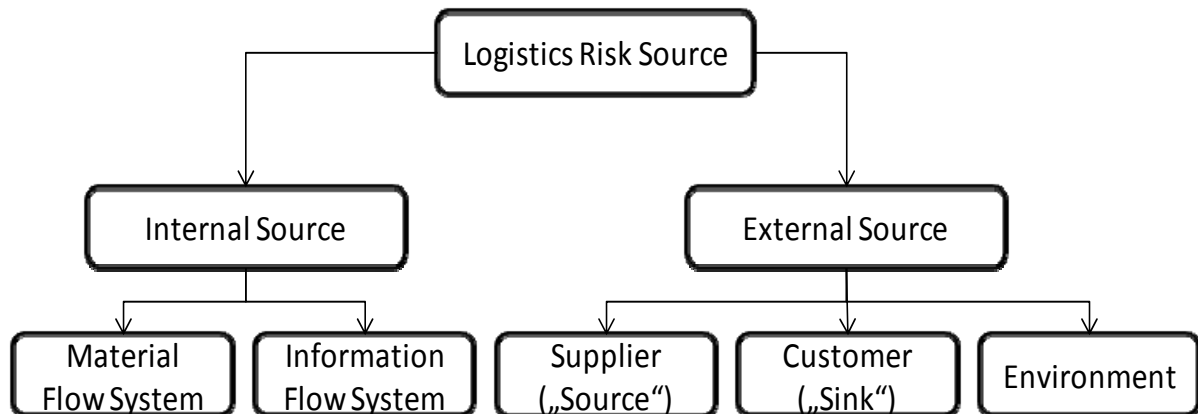 Logistics Risk Source
Internal Source
External Source
Material
Flow System
Information
Flow System
Supplier
(„Source“)
Customer
(„Sink“)
Environment